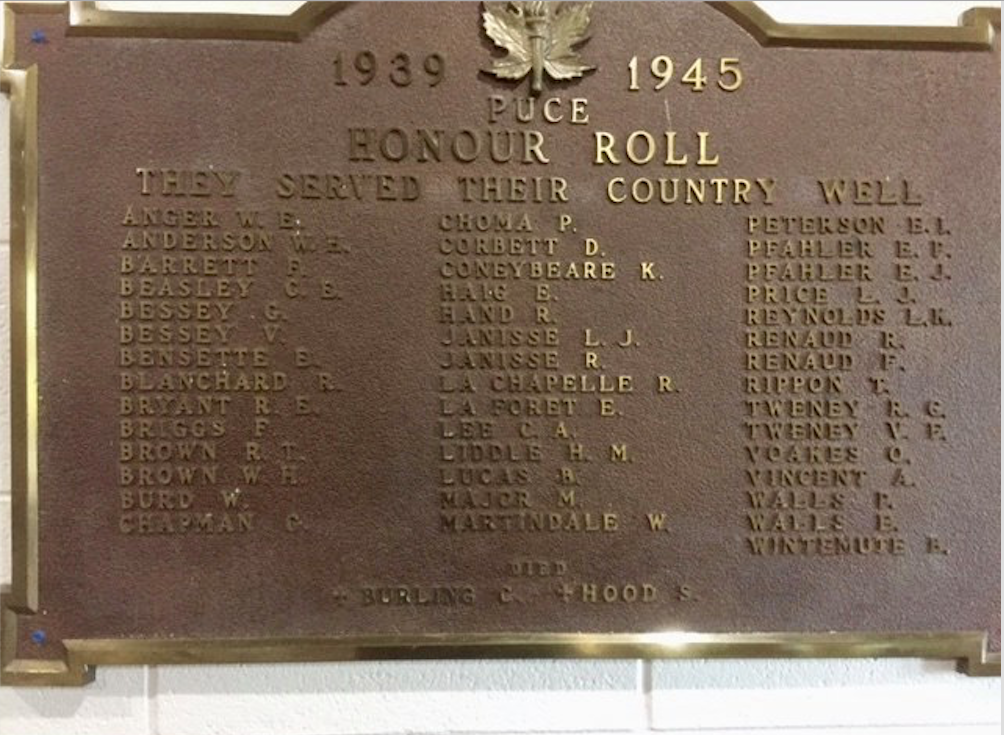 1939 1945
PUCE
HONOUR ROLL
THEY SERVED THEIR COUNTRY WELL
ANGER W. E.
ANDERSON W. H.
BARRETT F.
BEASLEY C. E.
BESSEY G.
BESSEY V.
BENSETTE E.
BLANCHARD R.
BRYANT R. E.
BRIGGS F.
BROWN R. T.
BROWN W. H.
BURD W.
CHAPMAN C.
CHOMA P.
CORBETT D.
CONEYBEARE K.
HAIG E.
HAND R.
JANISSE L. J.
JANISSE R.
LA CHAPELLE R.
LA FORET E.
LEE C. A.
LIDDLE H. M.
LUCAS B.
MAJOR M.
MARTINDALE W.
PETERSON E. I.
PFAHLER E. P.
PFAHLER E. J.
PRICE L. J.
REYNOLDS L.K.
RENAUD R.
RENAUD F.
RIPPON T.
TWENEY R. G.
TWENEY V. F.
VOAKES O.
VINCENT A.
WALLS P.
WALLS E.
WINTEMUTE B.
DIED
+ BURLING C. +HOOD S.